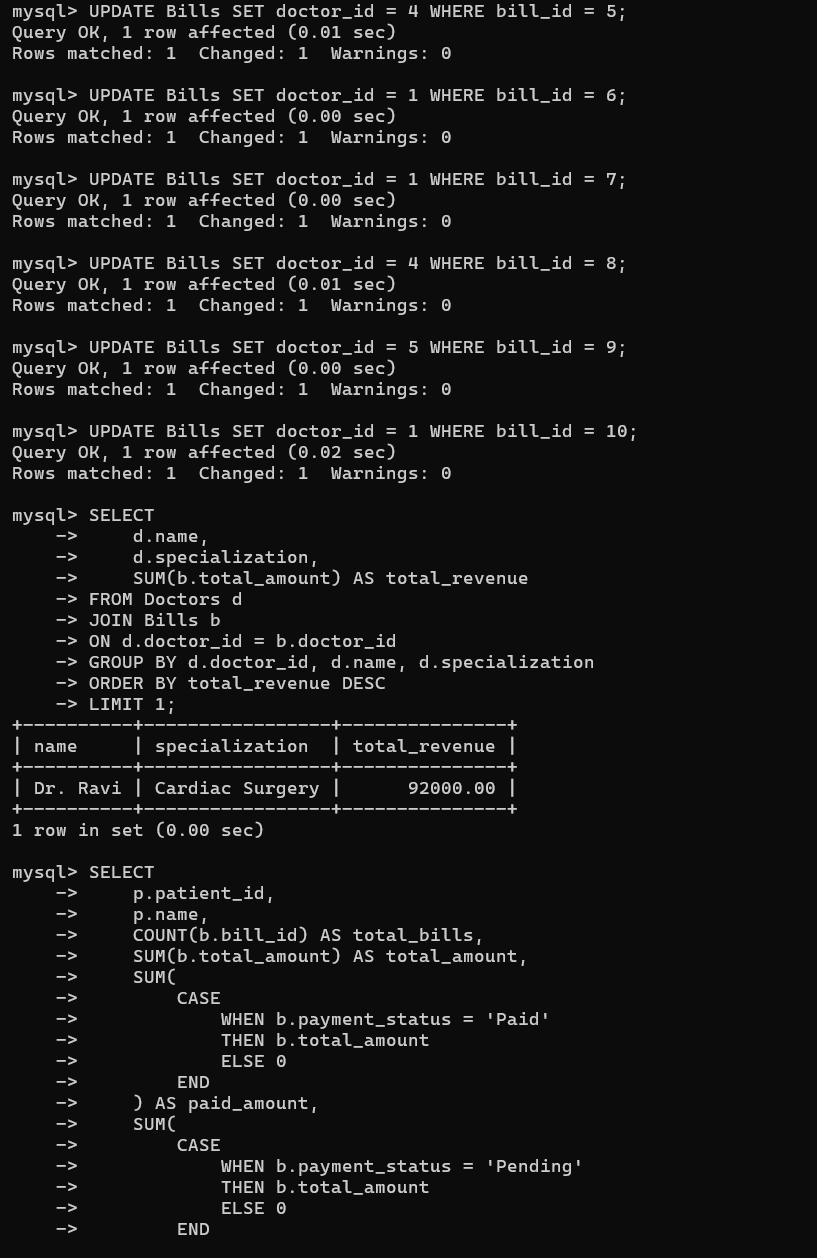 mysql> UPDATE Bills SET doctor_id = 4 WHERE bill_id = 5;
Query OK, 1 row affected (0.01 sec)
Rows matched: 1  Changed: 1  Warnings: 0

mysql> UPDATE Bills SET doctor_id = 1 WHERE bill_id = 6;
Query OK, 1 row affected (0.00 sec)
Rows matched: 1  Changed: 1  Warnings: 0

mysql> UPDATE Bills SET doctor_id = 1 WHERE bill_id = 7;
Query OK, 1 row affected (0.00 sec)
Rows matched: 1  Changed: 1  Warnings: 0

mysql> UPDATE Bills SET doctor_id = 4 WHERE bill_id = 8;
Query OK, 1 row affected (0.01 sec)
Rows matched: 1  Changed: 1  Warnings: 0

mysql> UPDATE Bills SET doctor_id = 5 WHERE bill_id = 9;
Query OK, 1 row affected (0.00 sec)
Rows matched: 1  Changed: 1  Warnings: 0

mysql> UPDATE Bills SET doctor_id = 1 WHERE bill_id = 10;
Query OK, 1 row affected (0.02 sec)
Rows matched: 1  Changed: 1  Warnings: 0

mysql> SELECT
    ->     d.name,
    ->     d.specialization,
    ->     SUM(b.total_amount) AS total_revenue
    -> FROM Doctors d
    -> JOIN Bills b
    -> ON d.doctor_id = b.doctor_id
    -> GROUP BY d.doctor_id, d.name, d.specialization
    -> ORDER BY total_revenue DESC
    -> LIMIT 1;
+----------+-----------------+---------------+
| name     | specialization  | total_revenue |
+----------+-----------------+---------------+
| Dr. Ravi | Cardiac Surgery |      92000.00 |
+----------+-----------------+---------------+
1 row in set (0.00 sec)

mysql> SELECT
    ->     p.patient_id,
    ->     p.name,
    ->     COUNT(b.bill_id) AS total_bills,
    ->     SUM(b.total_amount) AS total_amount,
    ->     SUM(
    ->         CASE
    ->             WHEN b.payment_status = 'Paid'
    ->             THEN b.total_amount
    ->             ELSE 0
    ->         END
    ->     ) AS paid_amount,
    ->     SUM(
    ->         CASE
    ->             WHEN b.payment_status = 'Pending'
    ->             THEN b.total_amount
    ->             ELSE 0
    ->         END